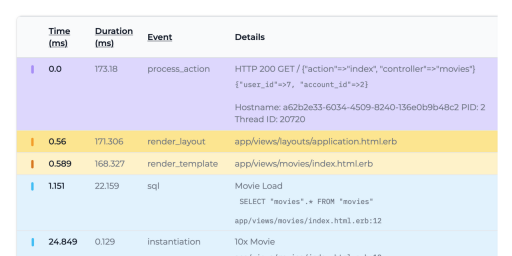 Time (ms) Duration (ms) Event Details
0.0 173.18 process_action HTTP 200 GET / {"action"=>"index", "controller"=>"movies"}
{"user_id"=>7, "account_id"=>2}
Hostname: a62b2e33-6034-4509-8240-136e0b9b48c2 PID: 2
Thread ID: 20720
0.56 171.306 render_layout app/views/layouts/application.html.erb
0.589 168.327 render_template app/views/movies/index.html.erb
1.151 22.159 sql Movie Load
SELECT "movies".* FROM "movies"
app/views/movies/index.html.erb:12
24.849 0.129 instantiation 10x Movie